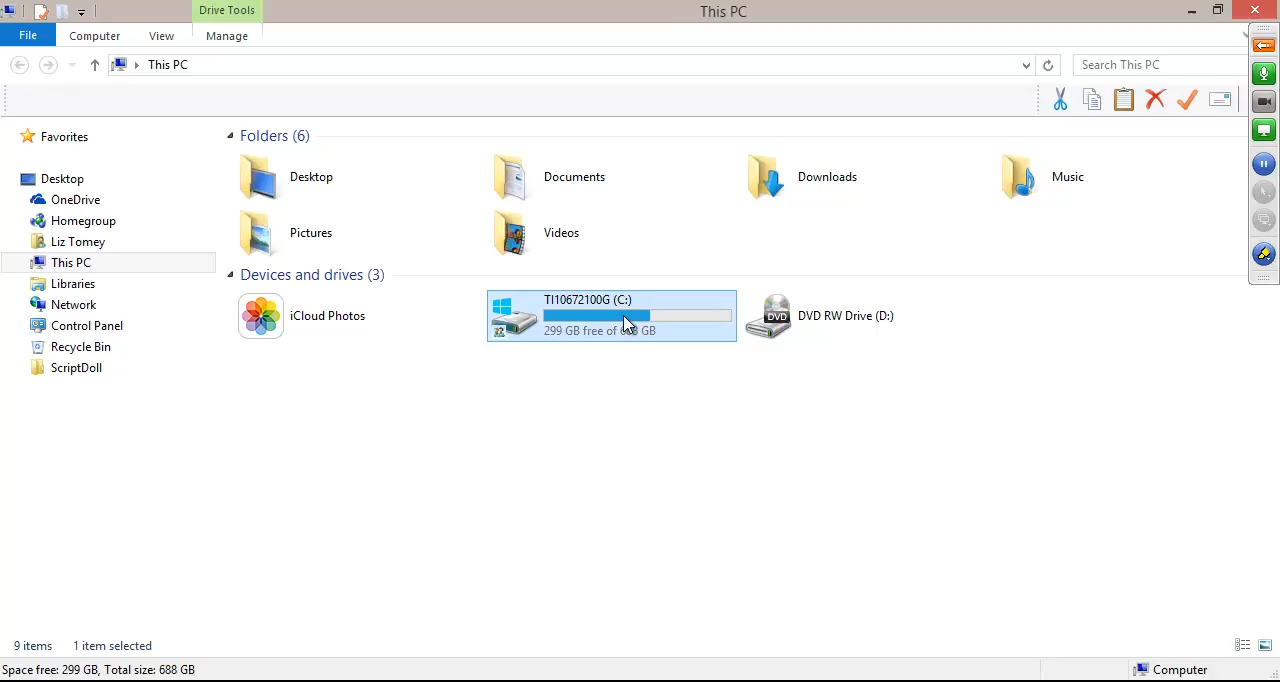 Drive Tools
This PC
File
Computer
View
Manage
This PC
Search This PC
Favorites
Desktop
OneDrive
Homegroup
Liz Tomey
This PC
Libraries
Network
Control Panel
Recycle Bin
ScriptDoll
Folders (6)
Desktop
Documents
Downloads
Music
Pictures
Videos
Devices and drives (3)
iCloud Photos
TI10672100G (C:)
299 GB free of GB
DVD
DVD RW Drive (D:)
9 items
1 item selected
Space free: 299 GB, Total size: 688 GB
Computer